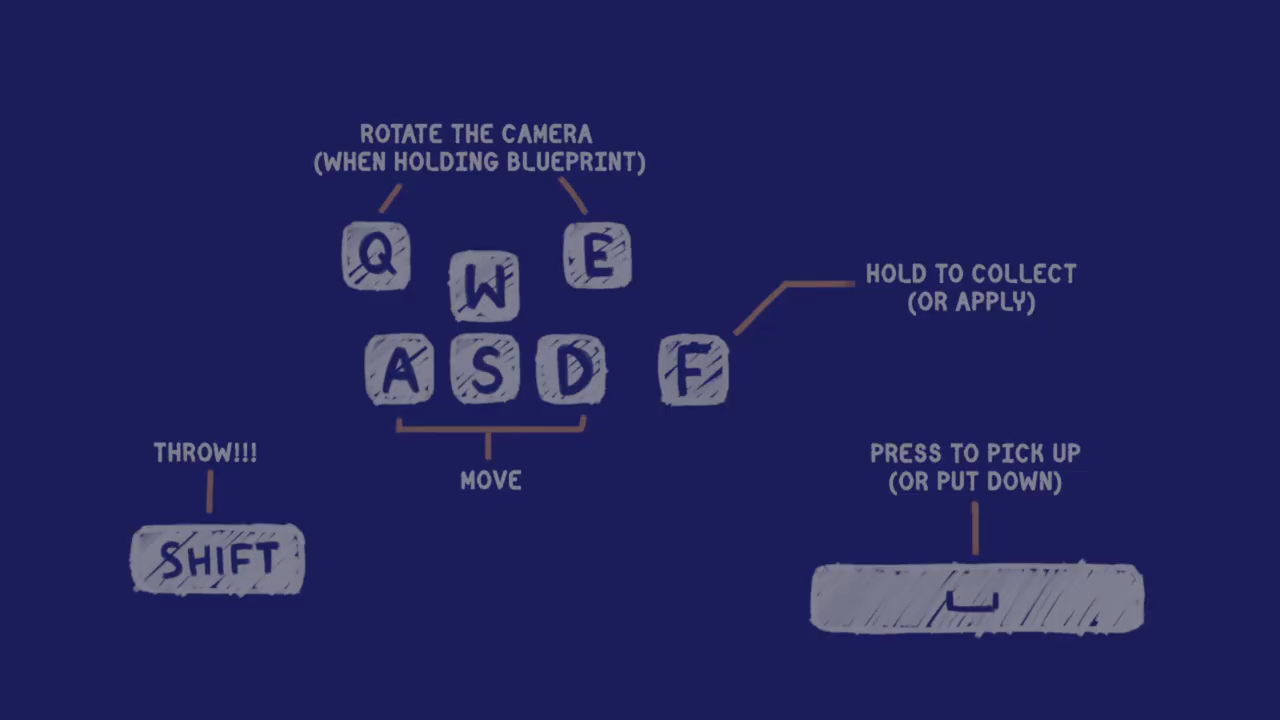 ROTATE THE CAMERA
(WHEN HOLDING BLUEPRINT)
Q
W
E
HOLD TO COLLECT
(OR APPLY)
A
S
D
F
THROW!!!
MOVE
PRESS TO PICK UP
(OR PUT DOWN)
SHIFT